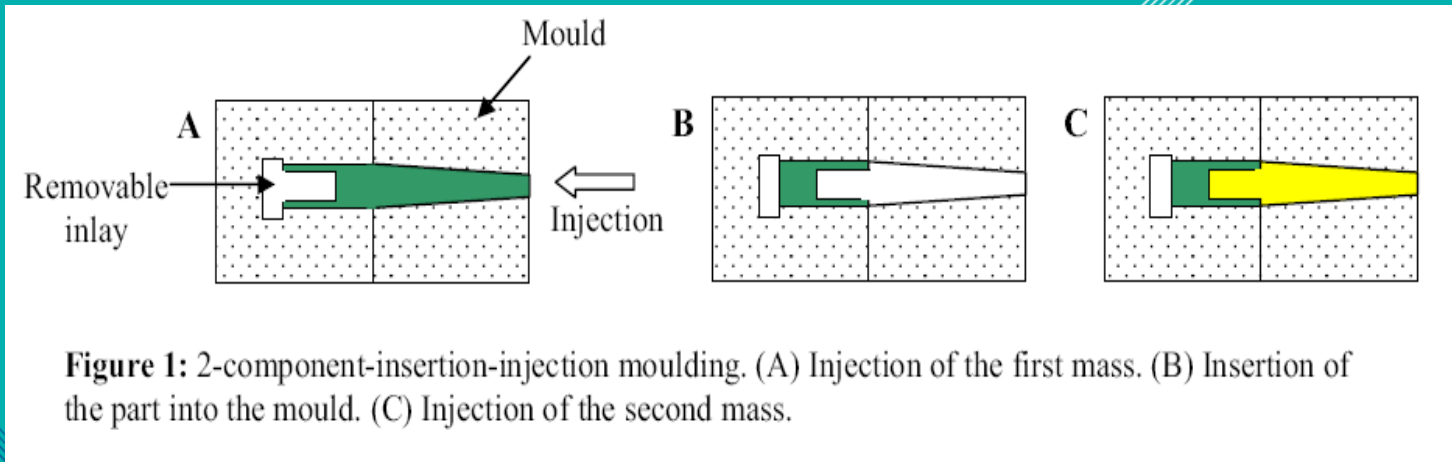 Mould
A
B
C
Removable
inlay
Injection
Figure 1: 2-component-insertion-injection moulding. (A) Injection of the first mass. (B) Insertion of
the part into the mould. (C) Injection of the second mass.